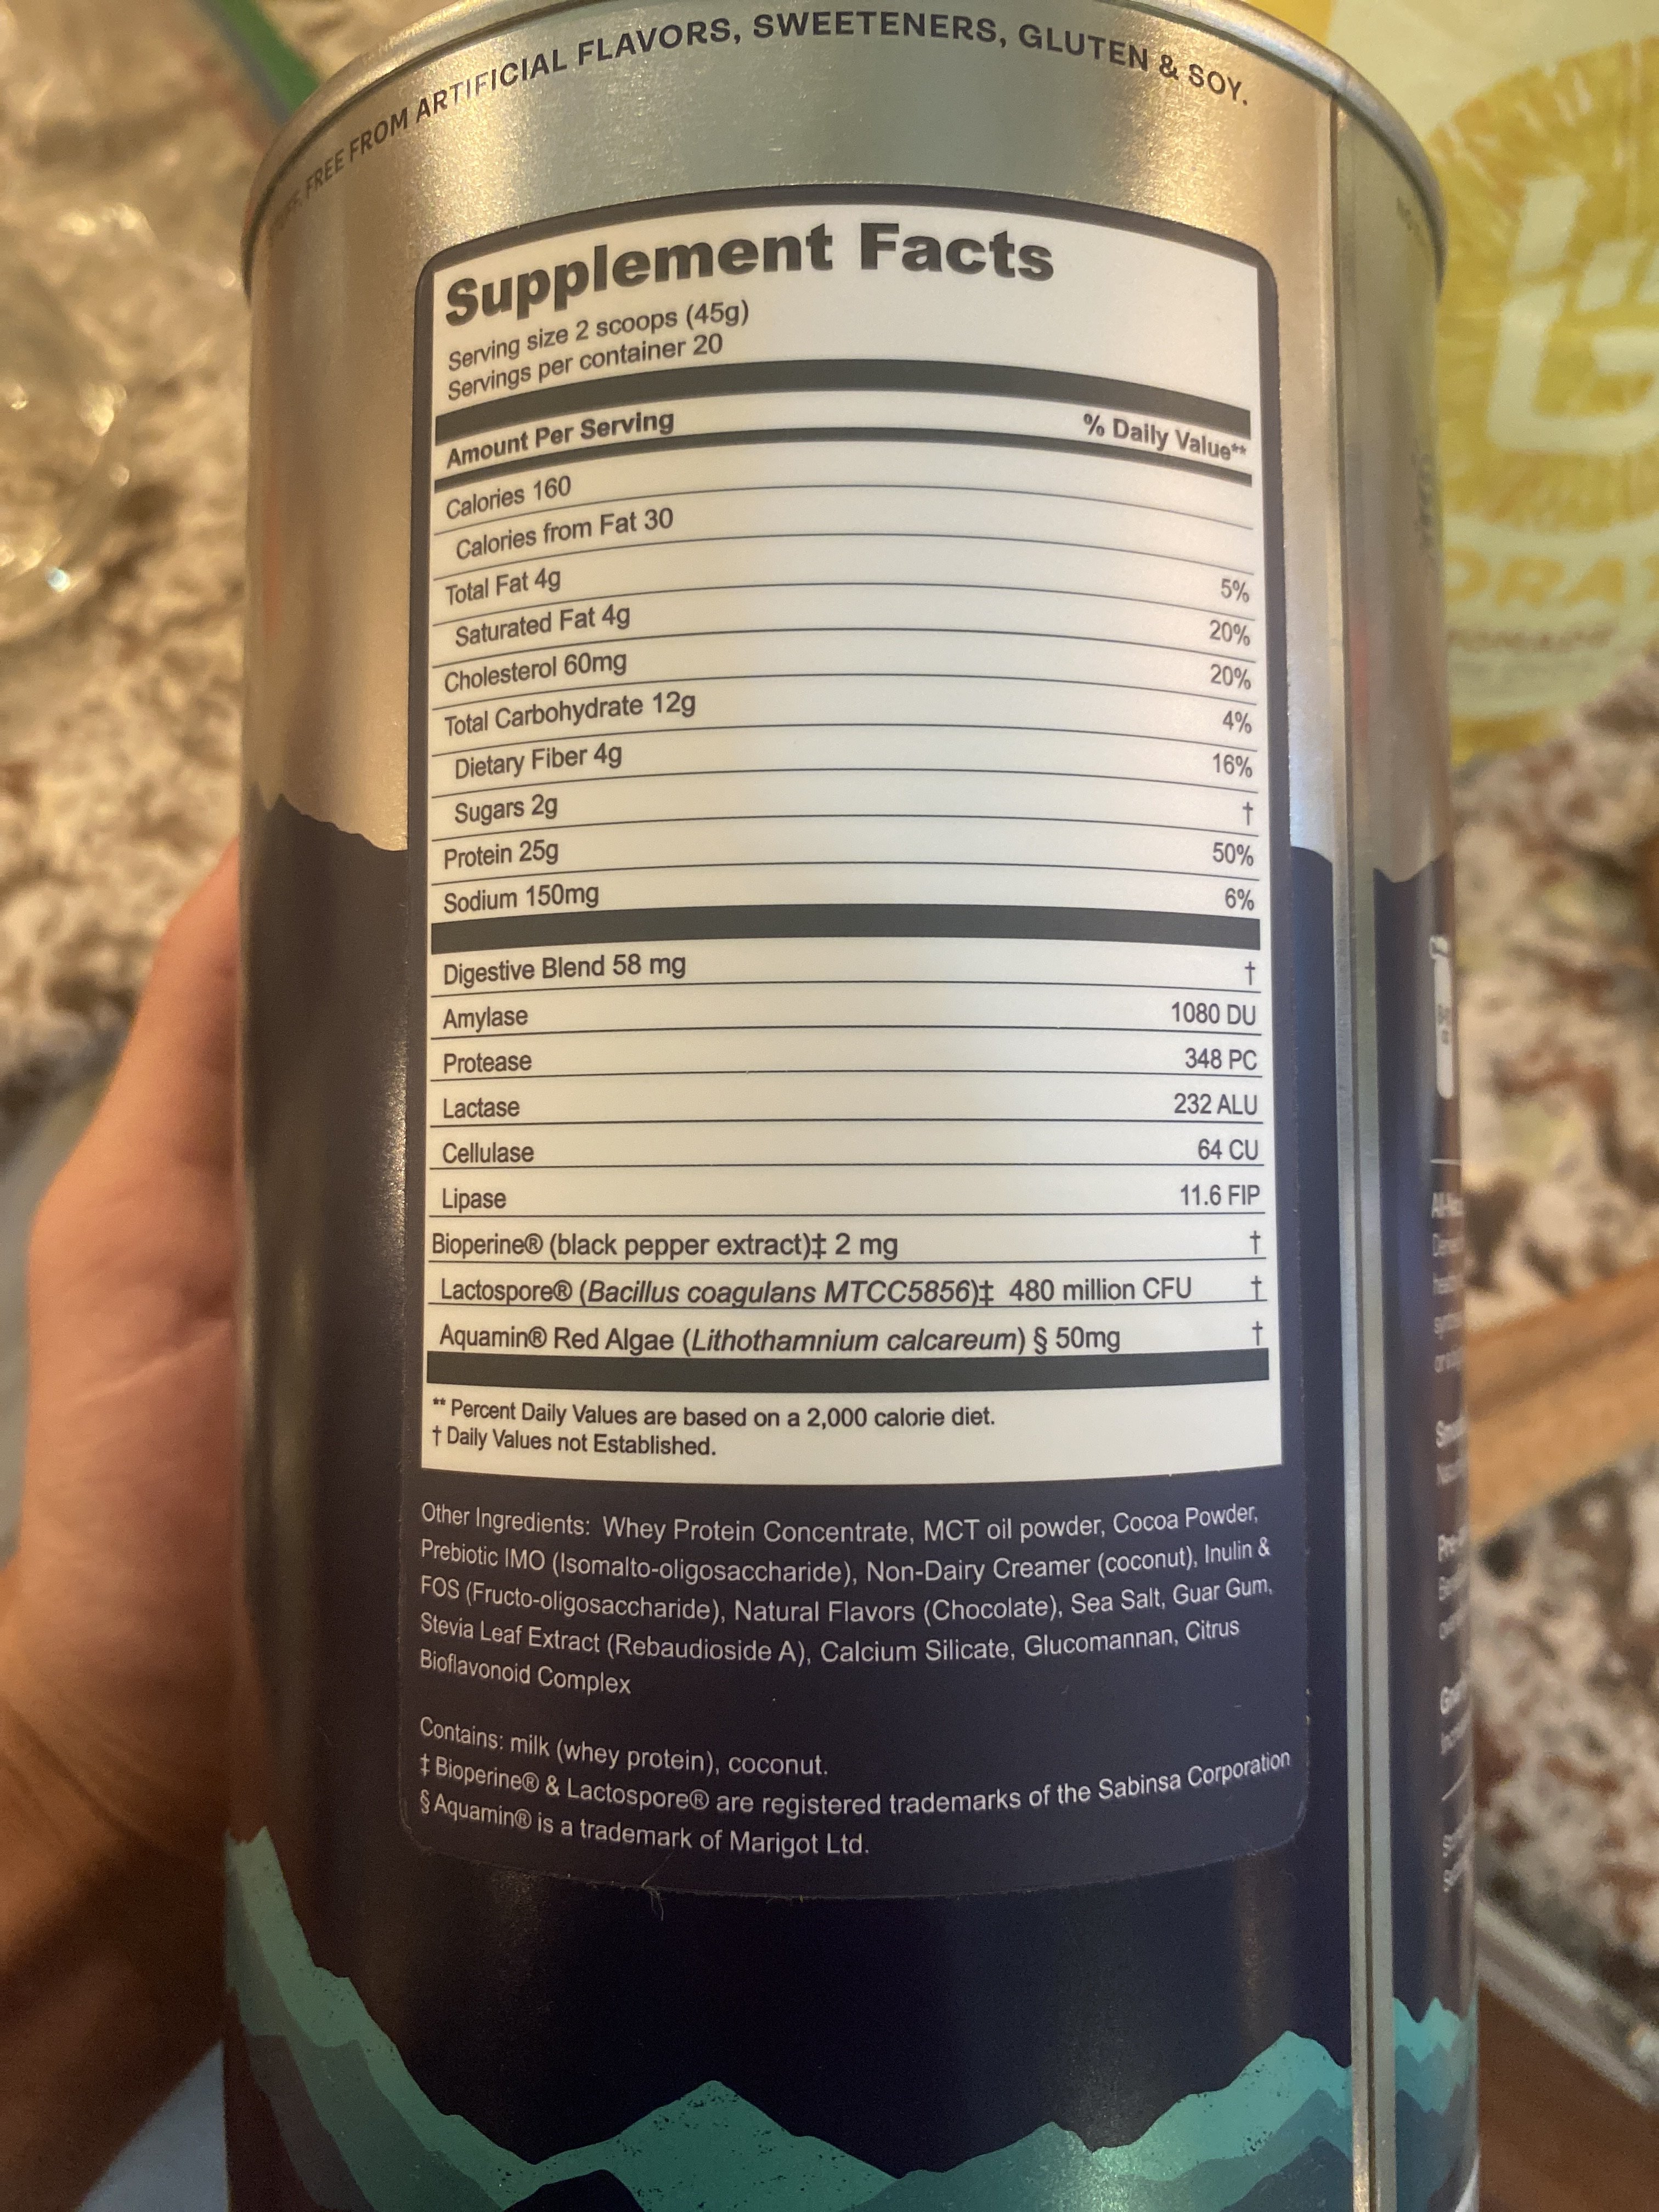 FREE FROM ARTIFICIAL FLAVORS, SWEETENERS, GLUTEN & SOY.
Supplement Facts
Serving size 2 scoops (45g)
Servings per container 20
Amount Per Serving % Daily Value**
Calories 160
Calories from Fat 30
Total Fat 4g 5%
Saturated Fat 4g 20%
Cholesterol 60mg 20%
Total Carbohydrate 12g 4%
Dietary Fiber 4g 16%
Sugars 2g †
Protein 25g 50%
Sodium 150mg 6%
Digestive Blend 58 mg †
Amylase 1080 DU
Protease 348 PC
Lactase 232 ALU
Cellulase 64 CU
Lipase 11.6 FIP
Bioperine® (black pepper extract)‡ 2 mg †
Lactospore® (Bacillus coagulans MTCC5856)‡ 480 million CFU †
Aquamin® Red Algae (Lithothamnium calcareum) § 50mg †
** Percent Daily Values are based on a 2,000 calorie diet.
† Daily Values not Established.
Other Ingredients: Whey Protein Concentrate, MCT oil powder, Cocoa Powder,
Prebiotic IMO (Isomalto-oligosaccharide), Non-Dairy Creamer (coconut), Inulin &
FOS (Fructo-oligosaccharide), Natural Flavors (Chocolate), Sea Salt, Guar Gum,
Stevia Leaf Extract (Rebaudioside A), Calcium Silicate, Glucomannan, Citrus
Bioflavonoid Complex
Contains: milk (whey protein), coconut.
‡ Bioperine® & Lactospore® are registered trademarks of the Sabinsa Corporation
§ Aquamin® is a trademark of Marigot Ltd.